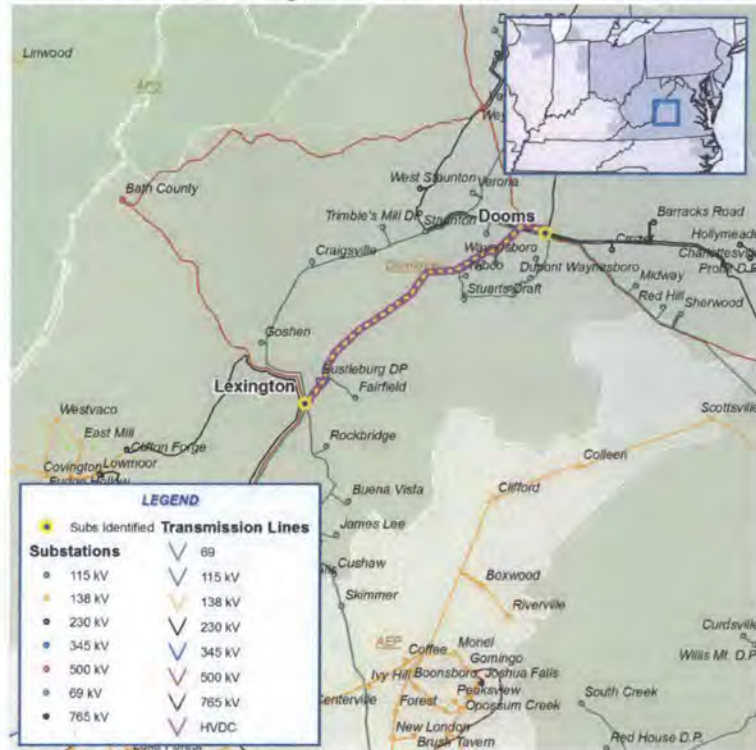 Linwood
AEP
Bath County
West Staunton
Verona
Trimble's Mill DP
Staunton
Dooms
Barracks Road
Crozet
Hollymeade
Charlottesville
Craigsville
Waynesboro
Dupont Waynesboro
Midway
Stuarts Draft
Red Hill
Sherwood
Goshen
Lexington
Fairfield
Scottsville
Westvaco
East Mill
Clifton Forge
Rockbridge
Colleen
Covington
Lowmoor
Clifford
Buena Vista
James Lee
Cushaw
Skimmer
Boxwood
Riverville
Curdsville
Willis Mt. D.P.
AEP
Coffee
Monel
Gomingo
Ivy Hill
Boonsboro
Joshua Falls
Peaksview
Forest
Opossum Creek
South Creek
New London
Brush Tavern
Red House D.P.
LEGEND
Subs Identified
Transmission Lines
Substations
69
115 kV
115 kV
138 kV
138 kV
230 kV
230 kV
345 kV
345 kV
500 kV
500 kV
69 kV
765 kV
765 kV
HVDC